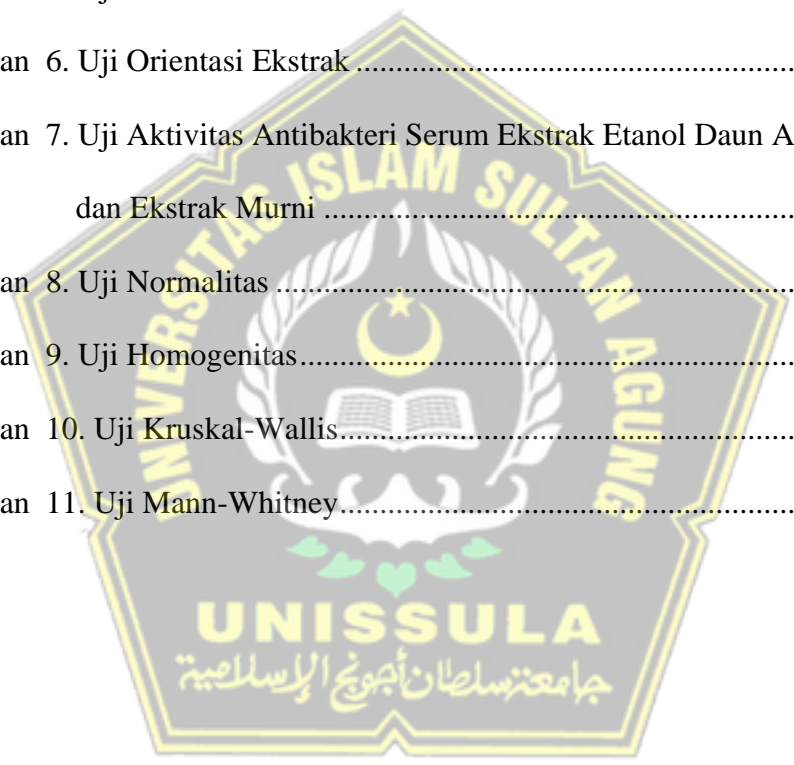 an 6. Uji Orientasi Ekstrak ................................................
an 7. Uji Aktivitas Antibakteri Serum Ekstrak Etanol Daun A
dan Ekstrak Murni ....................................................
an 8. Uji Normalitas ..........................................................
an 9. Uji Homogenitas.......................................................
an 10. Uji Kruskal-Wallis..................................................
an 11. Uji Mann-Whitney..................................................
UNIVERSITAS ISLAM SULTAN AGUNG
UNISSULA
جامعة سلطان أجونج الإسلامية